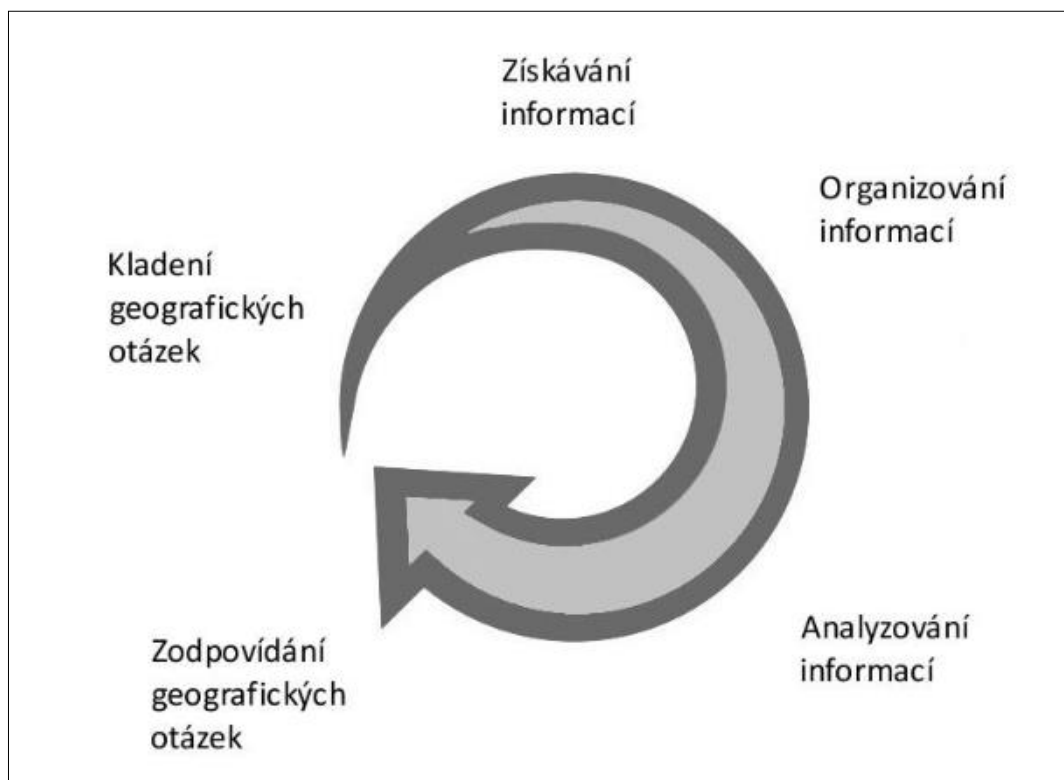 Získávání
informací
Organizování
informací
Kladení
geografických
otázek
Analyzování
informací
Zodpovídání
geografických
otázek